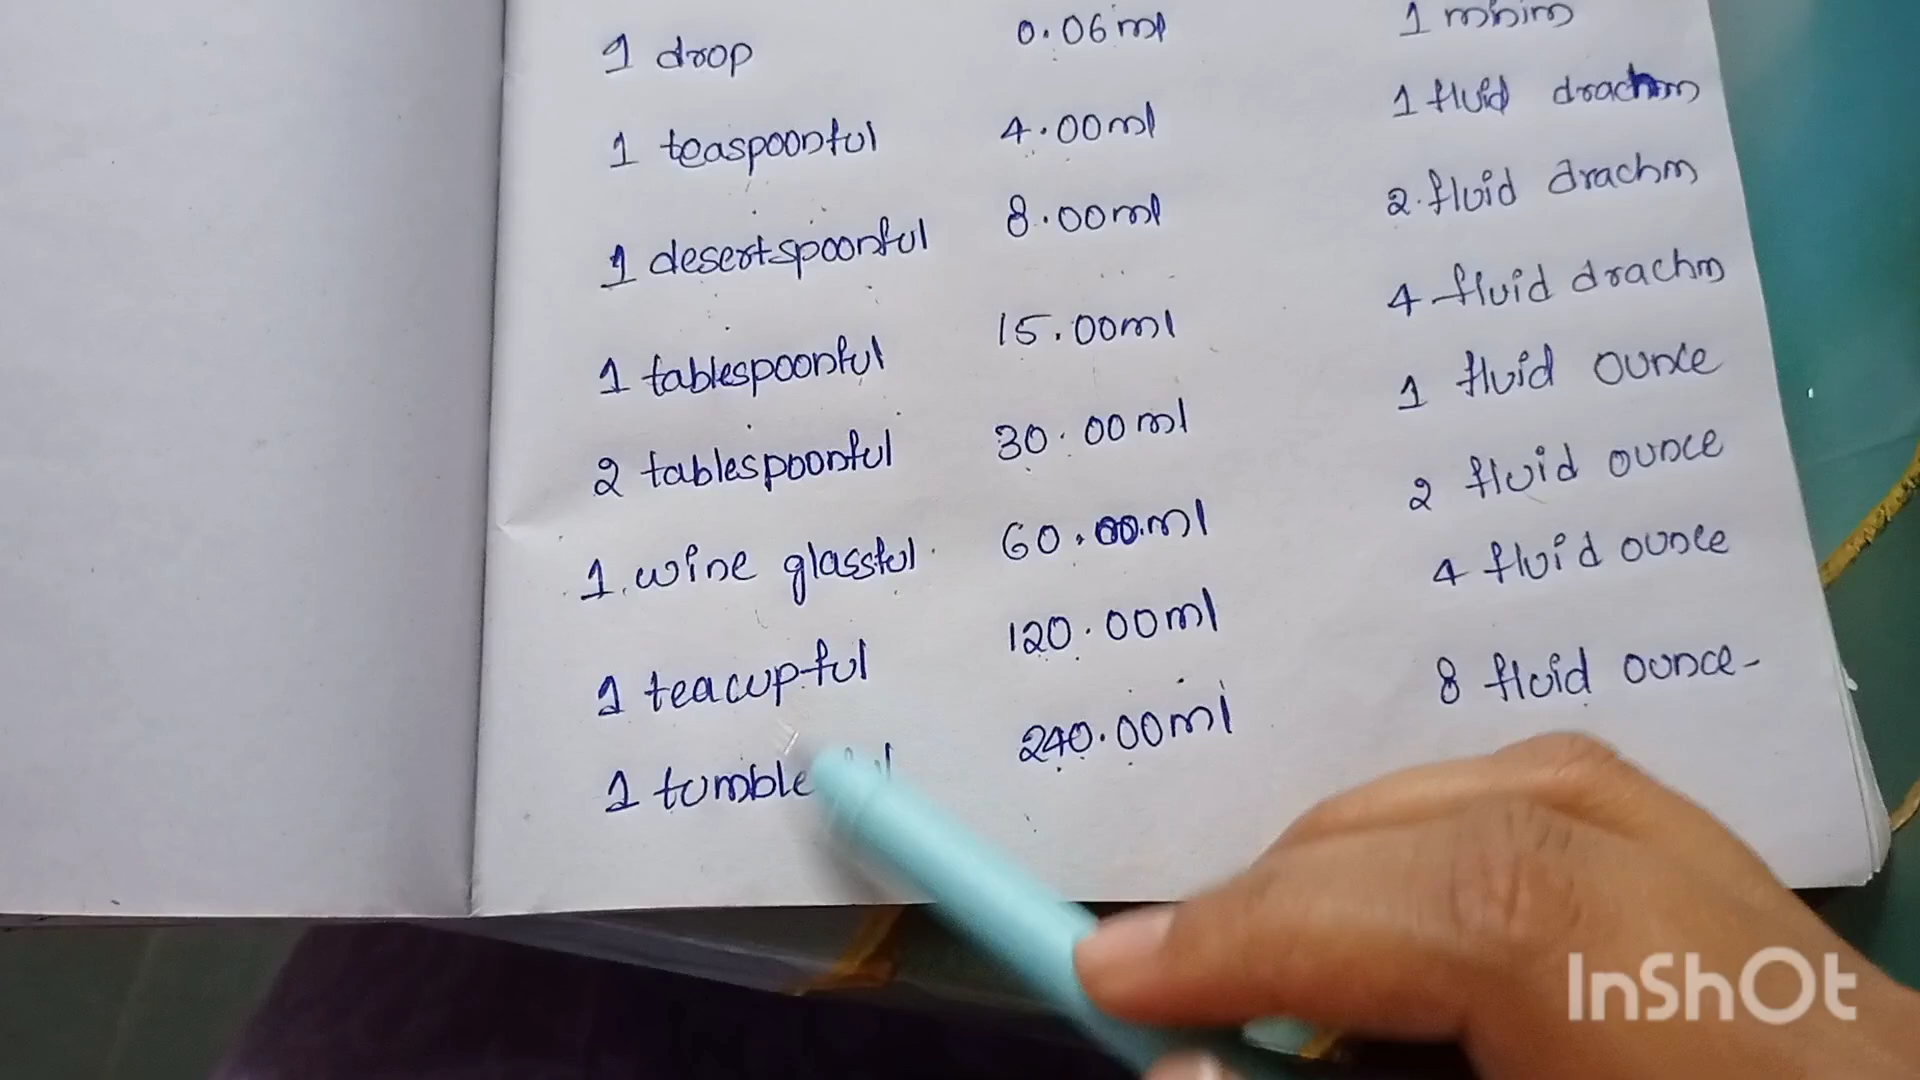 1 drop 0.06 ml 1 minim
1 teaspoonful 4.00ml 1 fluid drachm
1 desertspoonful 8.00ml 2 fluid drachm
1 tablespoonful 15.00ml 4 fluid drachm
2 tablespoonful 30.00ml 1 fluid ounce
1 wine glassful 60.00ml 2 fluid ounce
1 teacupful 120.00ml 4 fluid ounce
1 240.00ml 8 fluid ounce
InShOt